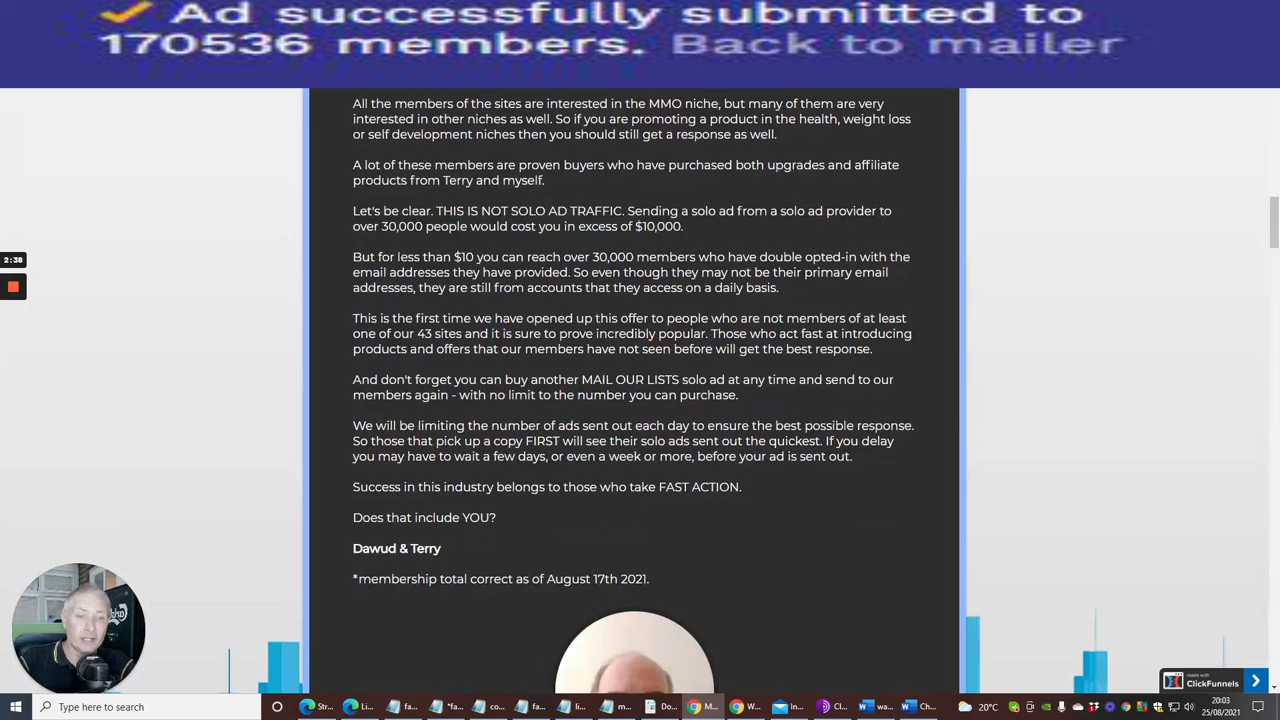 Ad successfully submitted to
170536 members. Back to mailer
All the members of the sites are interested in the MMO niche, but many of them are very
interested in other niches as well. So if you are promoting a product in the health, weight loss
or self development niches then you should still get a response as well.
A lot of these members are proven buyers who have purchased both upgrades and affiliate
products from Terry and myself.
Let's be clear. THIS IS NOT SOLO AD TRAFFIC. Sending a solo ad from a solo ad provider to
over 30,000 people would cost you in excess of $10,000.
But for less than $10 you can reach over 30,000 members who have double opted-in with the
email addresses they have provided. So even though they may not be their primary email
addresses, they are still from accounts that they access on a daily basis.
This is the first time we have opened up this offer to people who are not members of at least
one of our 43 sites and it is sure to prove incredibly popular. Those who act fast at introducing
products and offers that our members have not seen before will get the best response.
And don't forget you can buy another MAIL OUR LISTS solo ad at any time and send to our
members again - with no limit to the number you can purchase.
We will be limiting the number of ads sent out each day to ensure the best possible response.
So those that pick up a copy FIRST will see their solo ads sent out the quickest. If you delay
you may have to wait a few days, or even a week or more, before your ad is sent out.
Success in this industry belongs to those who take FAST ACTION.
Does that include YOU?
Dawud & Terry
*membership total correct as of August 17th 2021.
2:38
made with
ClickFunnels
Type here to search
Str...
Li...
fa...
"fa...
co...
fa...
li...
m...
Do...
M...
W...
In...
Cl...
wa...
Ch...
20°C
20:03
25/08/2021